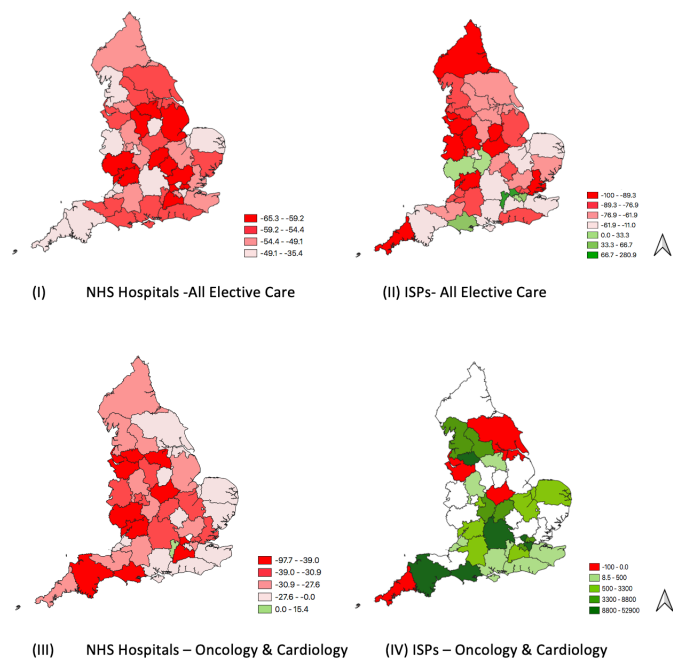 -65.3 - -59.2
-59.2 - -54.4
-54.4 - -49.1
-49.1 - -35.4
-100 - -89.3
-89.3 - -76.9
-76.9 - -61.9
-61.9 - -11.0
0.0 - 33.3
33.3 - 66.7
66.7 - 280.9
(I) NHS Hospitals -All Elective Care
(II) ISPs- All Elective Care
-97.7 - -39.0
-39.0 - -30.9
-30.9 - -27.6
-27.6 - -0.0
0.0 - 15.4
-100 - 0.0
8.5 - 500
500 - 3300
3300 - 8800
8800 - 52900
(III) NHS Hospitals – Oncology & Cardiology
(IV) ISPs – Oncology & Cardiology